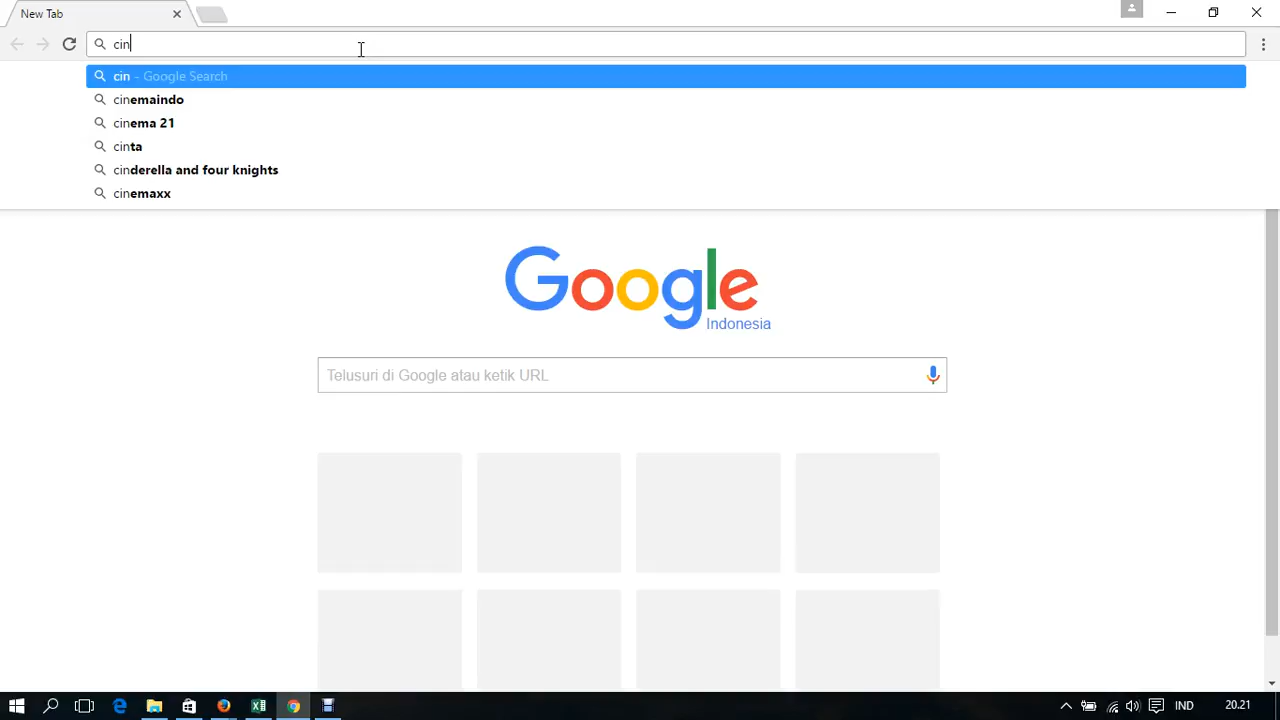 New Tab
cin
cin - Google Search
cinemaindo
cinema 21
cinta
cinderella and four knights
cinemaxx
Google
Indonesia
Telusuri di Google atau ketik URL
IND
20.21